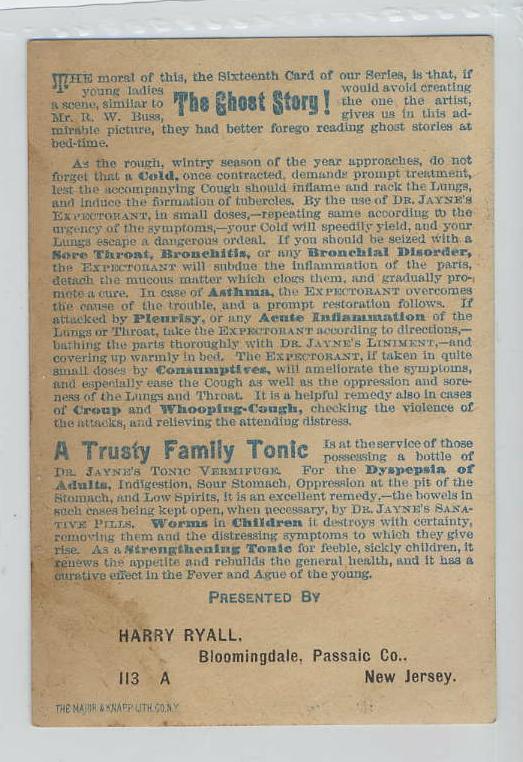 THE moral of this, the Sixteenth Card of our Series, is that, if
young ladies would avoid creating
a scene, similar to The Ghost Story! the one the artist,
Mr. R. W. Buss, gives us in this ad-
mirable picture, they had better forego reading ghost stories at
bed-time.
As the rough, wintry season of the year approaches, do not
forget that a Cold, once contracted, demands prompt treatment,
lest the accompanying Cough should inflame and rack the Lungs,
and induce the formation of tubercles. By the use of DR. JAYNE'S
EXPECTORANT, in small doses,—repeating same according to the
urgency of the symptoms,—your Cold will speedily yield, and your
Lungs escape a dangerous ordeal. If you should be seized with a
Sore Throat, Bronchitis, or any Bronchial Disorder,
the EXPECTORANT will subdue the inflammation of the parts,
detach the mucous matter which clogs them, and gradually pro-
mote a cure. In case of Asthma, the EXPECTORANT overcomes
the cause of the trouble, and a prompt restoration follows. If
attacked by Pleurisy, or any Acute Inflammation of the
Lungs or Throat, take the EXPECTORANT according to directions,—
bathing the parts thoroughly with DR. JAYNE'S LINIMENT,—and
covering up warmly in bed. The EXPECTORANT, if taken in quite
small doses by Consumptives, will ameliorate the symptoms,
and especially ease the Cough as well as the oppression and sore-
ness of the Lungs and Throat. It is a helpful remedy also in cases
of Croup and Whooping-Cough, checking the violence of
the attacks, and relieving the attending distress.
A Trusty Family Tonic Is at the service of those
possessing a bottle of
DR. JAYNE'S TONIC VERMIFUGE. For the Dyspepsia of
Adults, Indigestion, Sour Stomach, Oppression at the pit of the
Stomach, and Low Spirits, it is an excellent remedy,—the bowels in
such cases being kept open, when necessary, by DR. JAYNE'S SANA-
TIVE PILLS. Worms in Children it destroys with certainty,
removing them and the distressing symptoms to which they give
rise. As a Strengthening Tonic for feeble, sickly children, it
renews the appetite and rebuilds the general health, and it has a
curative effect in the Fever and Ague of the young.
PRESENTED BY
HARRY RYALL,
Bloomingdale, Passaic Co..
113 A New Jersey.
THE MAJOR & KNAPP LITH. CO. N.Y.